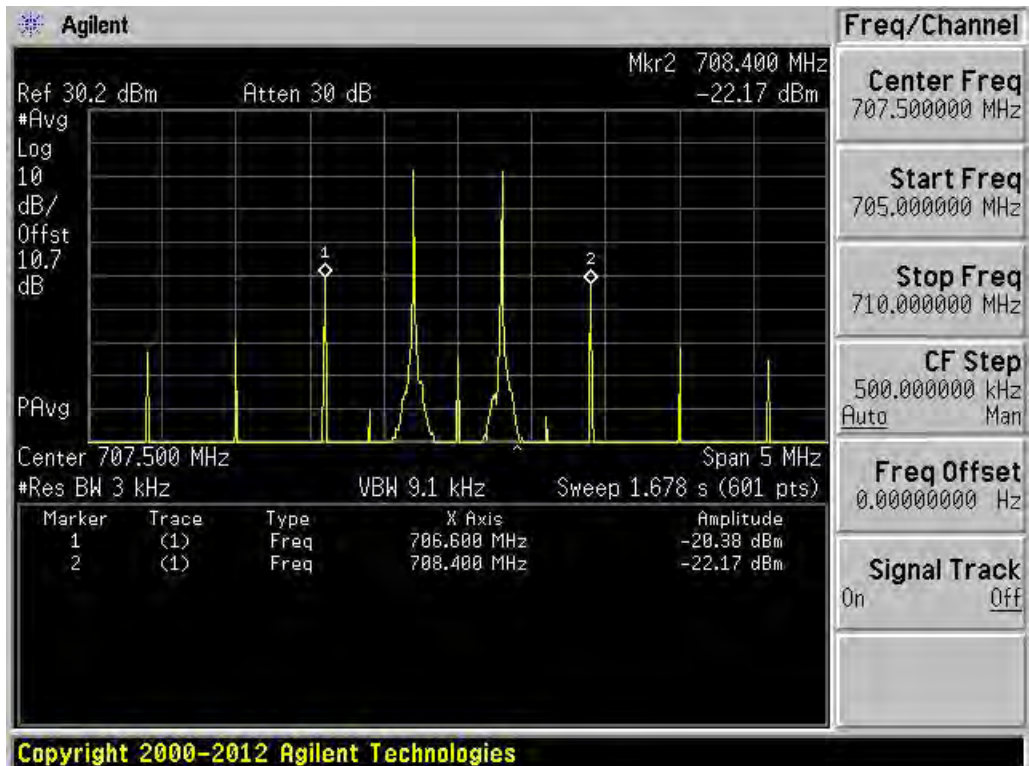 Agilent
Mkr2 708.400 MHz
Ref 30.2 dBm Atten 30 dB -22.17 dBm
#Avg
Log
10
dB/
Offst
10.7
dB
1
2
PAvg
Center 707.500 MHz Span 5 MHz
#Res BW 3 kHz VBW 9.1 kHz Sweep 1.678 s (601 pts)
Marker Trace Type X Axis Amplitude
1 (1) Freq 706.600 MHz -20.38 dBm
2 (1) Freq 708.400 MHz -22.17 dBm
Freq/Channel
Center Freq
707.500000 MHz
Start Freq
705.000000 MHz
Stop Freq
710.000000 MHz
CF Step
500.000000 kHz
Auto Man
Freq Offset
0.00000000 Hz
Signal Track
On Off
Copyright 2000-2012 Agilent Technologies